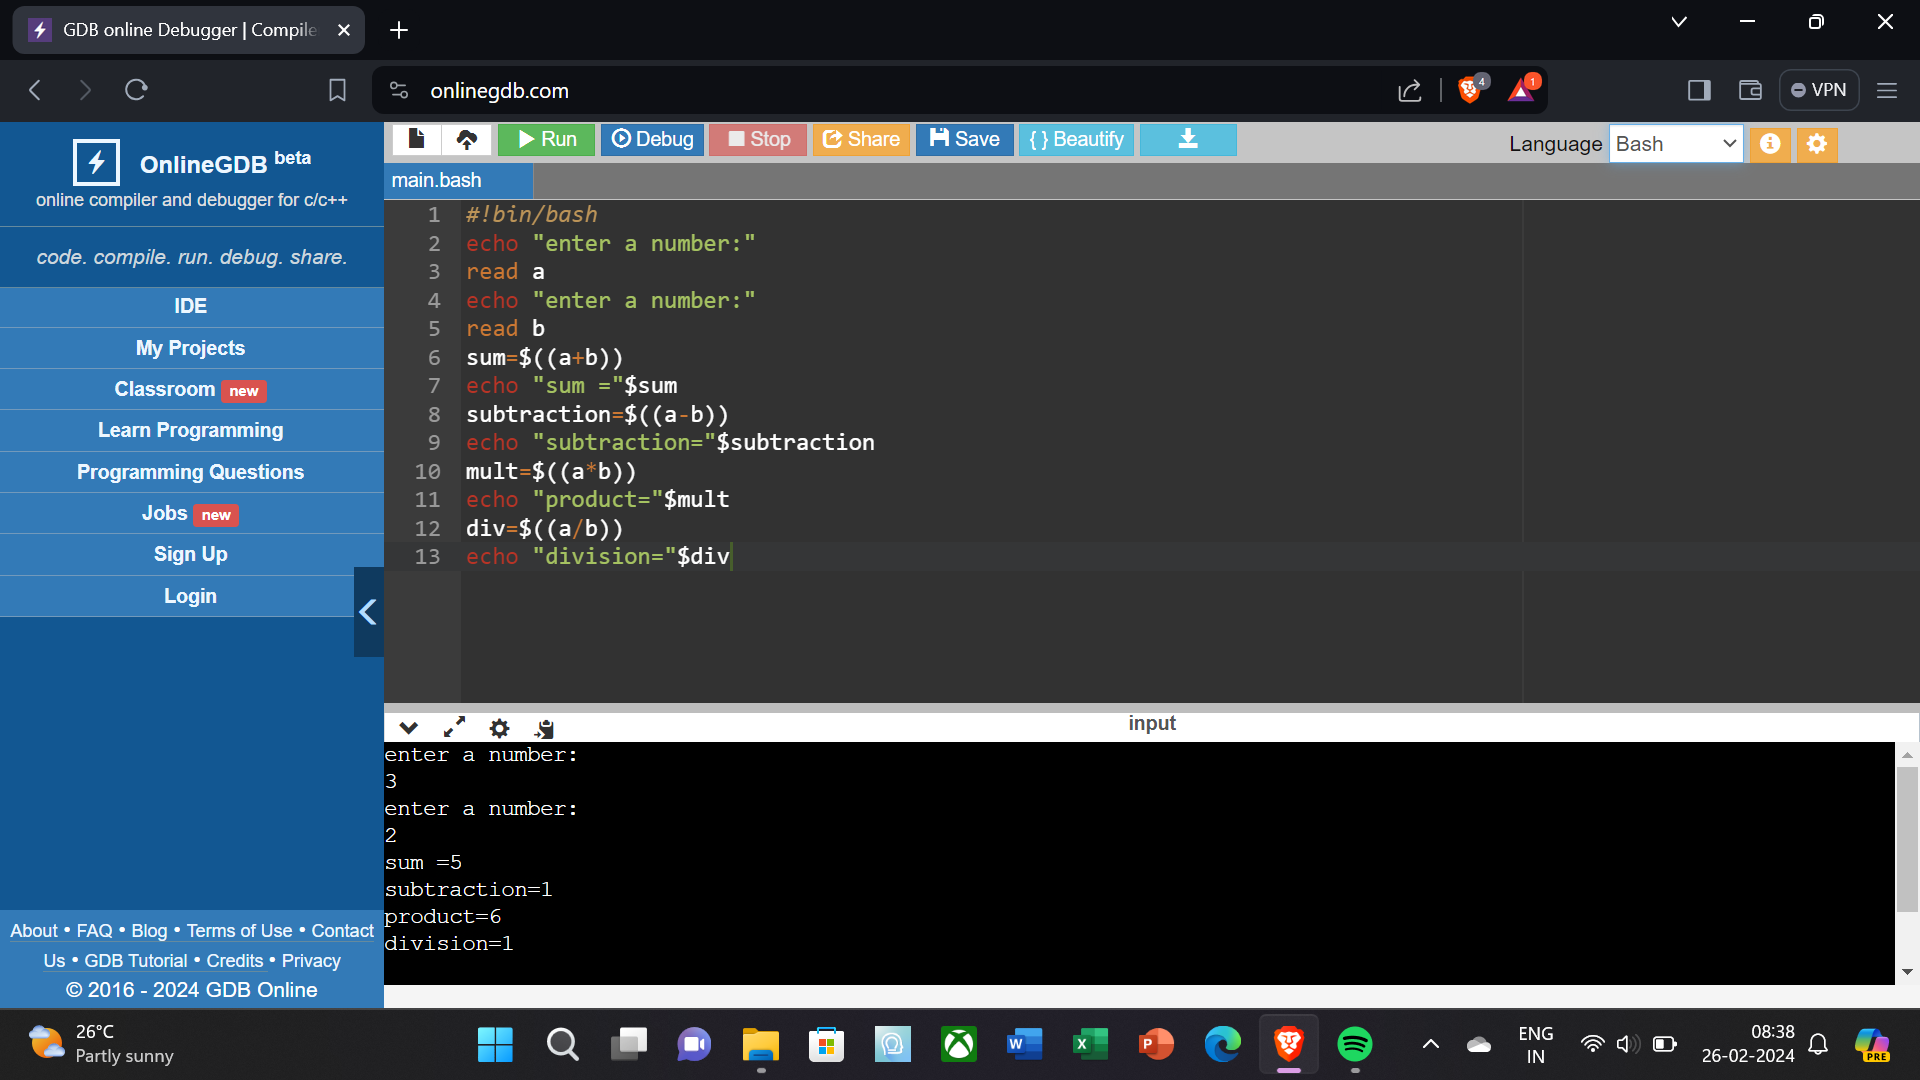 GDB online Debugger | Compile
onlinegdb.com
4
1
VPN
OnlineGDB beta
online compiler and debugger for c/c++
code. compile. run. debug. share.
IDE
My Projects
Classroom new
Learn Programming
Programming Questions
Jobs new
Sign Up
Login
About • FAQ • Blog • Terms of Use • Contact
Us • GDB Tutorial • Credits • Privacy
© 2016 - 2024 GDB Online
Run Debug Stop Share Save { } Beautify
Language Bash
main.bash
1 #!bin/bash
2 echo "enter a number:"
3 read a
4 echo "enter a number:"
5 read b
6 sum=$((a+b))
7 echo "sum ="$sum
8 subtraction=$((a-b))
9 echo "subtraction="$subtraction
10 mult=$((a*b))
11 echo "product="$mult
12 div=$((a/b))
13 echo "division="$div
input
enter a number:
3
enter a number:
2
sum =5
subtraction=1
product=6
division=1
26°C
Partly sunny
W
X
P
ENG
IN
08:38
26-02-2024
PRE